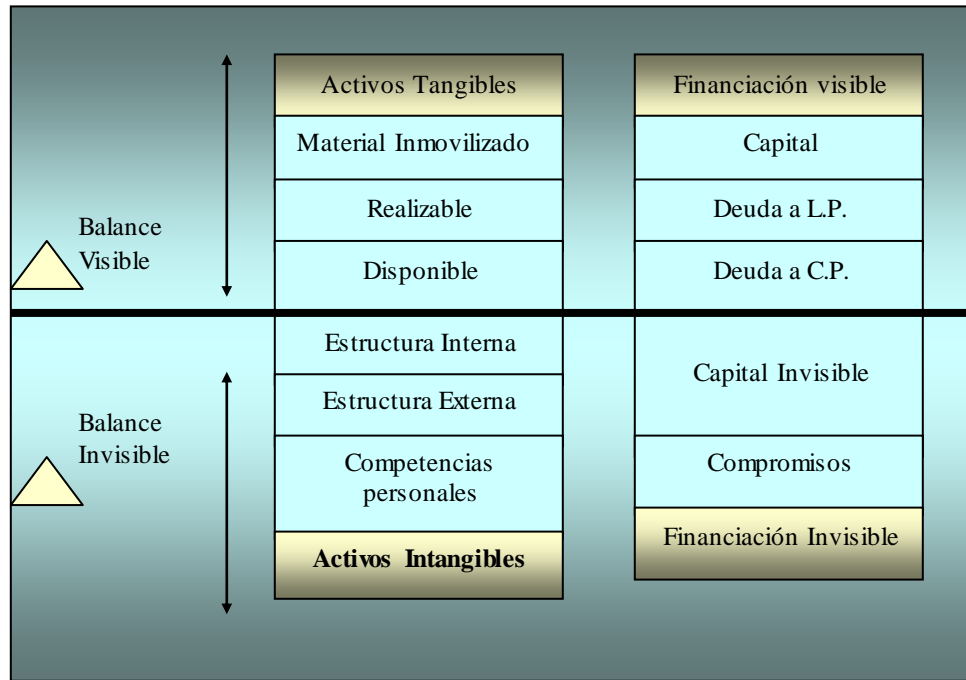 Activos Tangibles
Financiación visible
Material Inmovilizado
Capital
Realizable
Deuda a L.P.
Balance
Visible
Disponible
Deuda a C.P.
Estructura Interna
Capital Invisible
Estructura Externa
Balance
Invisible
Competencias
personales
Compromisos
Activos Intangibles
Financiación Invisible